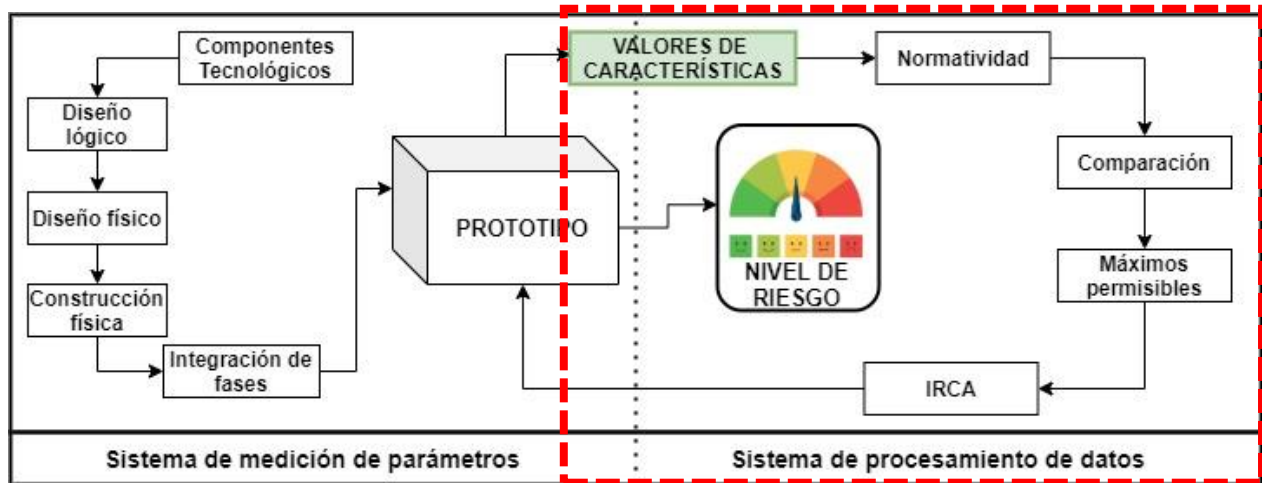 Componentes
Tecnológicos
Diseño
lógico
Diseño físico
Construcción
física
Integración de
fases
PROTOTIPO
VALORES DE
CARACTERÍSTICAS
Normatividad
Comparación
Máximos
permisibles
IRCA
NIVEL DE
RIESGO
Sistema de medición de parámetros
Sistema de procesamiento de datos